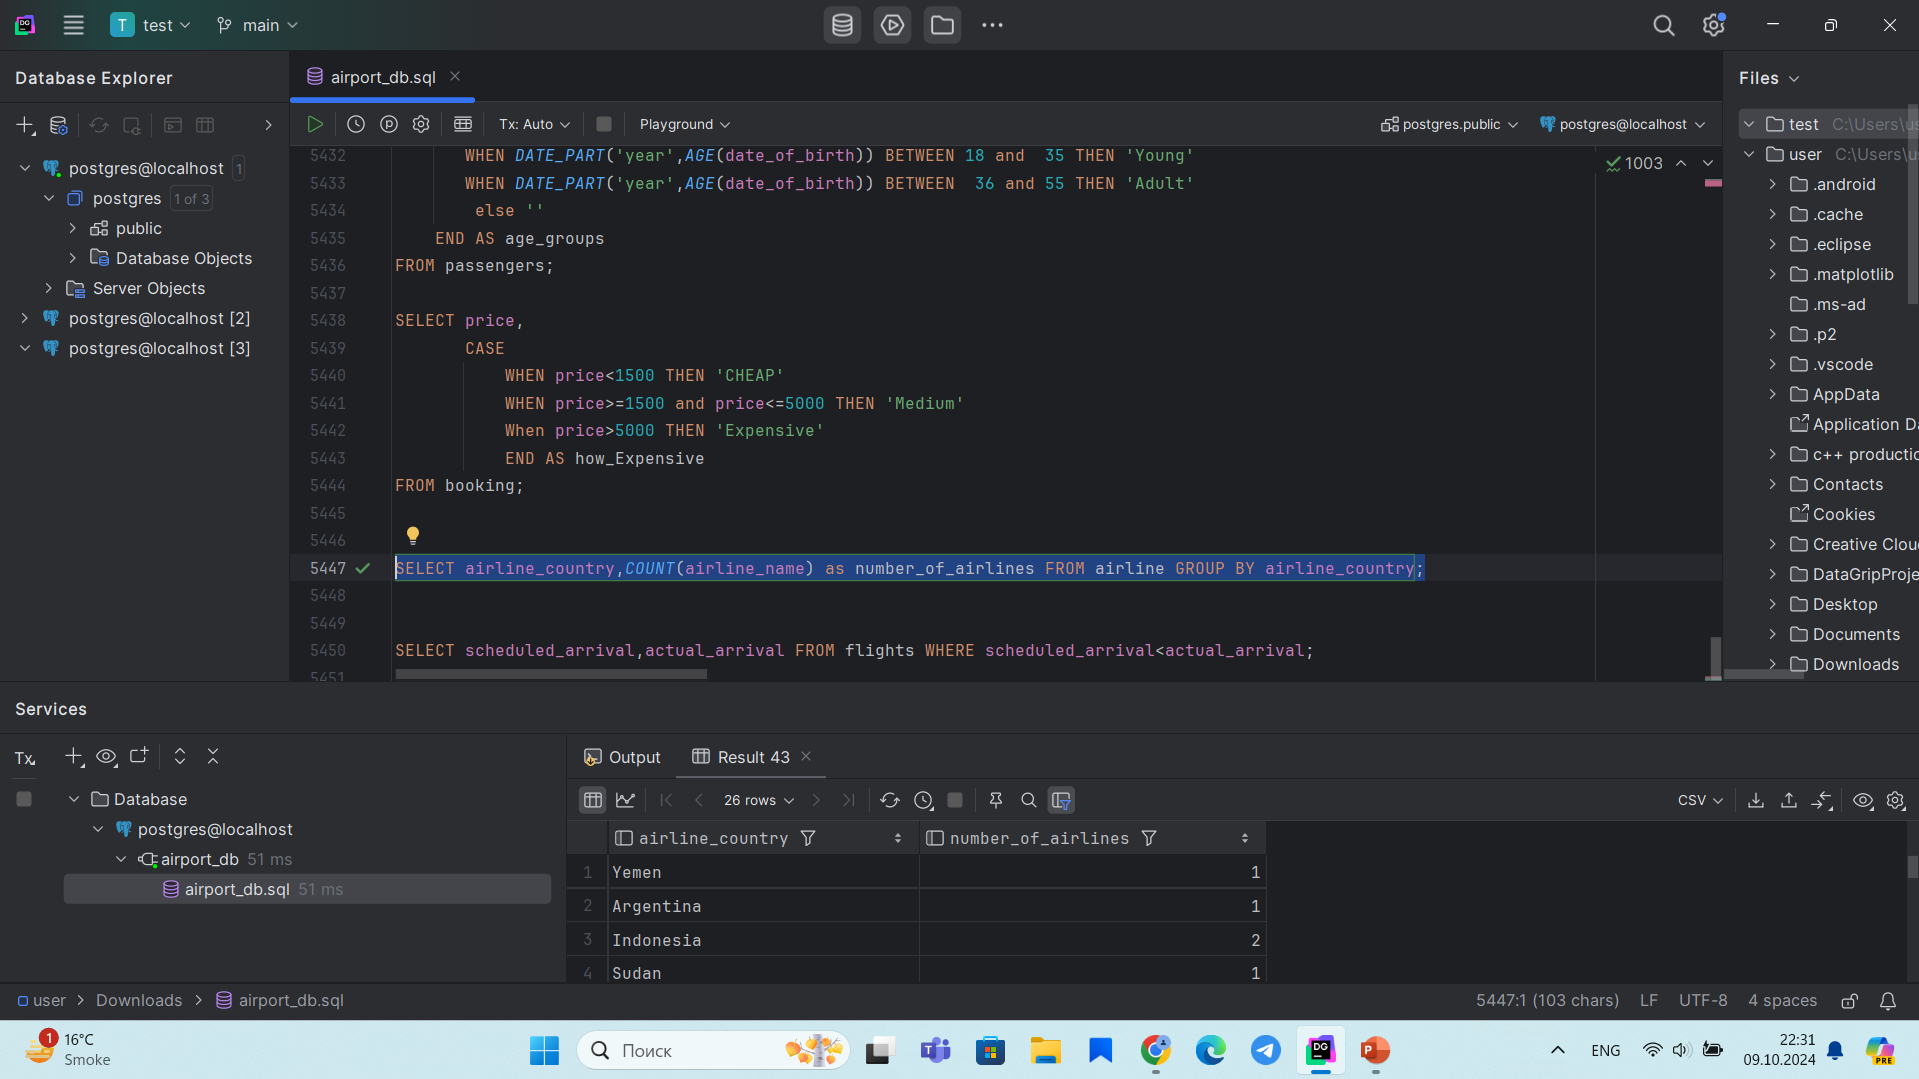 T test main
Database Explorer
airport_db.sql
Files
Tx: Auto Playground postgres.public postgres@localhost
postgres@localhost 1
postgres 1 of 3
public
Database Objects
Server Objects
postgres@localhost [2]
postgres@localhost [3]
1003
5432 WHEN DATE_PART('year',AGE(date_of_birth)) BETWEEN 18 and 35 THEN 'Young'
5433 WHEN DATE_PART('year',AGE(date_of_birth)) BETWEEN 36 and 55 THEN 'Adult'
5434 else ''
5435 END AS age_groups
5436 FROM passengers;
5437
5438 SELECT price,
5439 CASE
5440 WHEN price<1500 THEN 'CHEAP'
5441 WHEN price>=1500 and price<=5000 THEN 'Medium'
5442 When price>5000 THEN 'Expensive'
5443 END AS how_Expensive
5444 FROM booking;
5445
5446
5447 SELECT airline_country,COUNT(airline_name) as number_of_airlines FROM airline GROUP BY airline_country;
5448
5449
5450 SELECT scheduled_arrival,actual_arrival FROM flights WHERE scheduled_arrival<actual_arrival;
5451
test C:\Users\us
user C:\Users\us
.android
.cache
.eclipse
.matplotlib
.ms-ad
.p2
.vscode
AppData
Application Da
c++ productio
Contacts
Cookies
Creative Clou
DataGripProje
Desktop
Documents
Downloads
Services
Tx
Database
postgres@localhost
airport_db 51 ms
airport_db.sql 51 ms
Output Result 43
26 rows CSV
airline_country number_of_airlines
1 Yemen 1
2 Argentina 1
3 Indonesia 2
4 Sudan 1
user Downloads airport_db.sql 5447:1 (103 chars) LF UTF-8 4 spaces
1 16°C
Smoke
Поиск
DG
ENG
22:31
09.10.2024
PRE